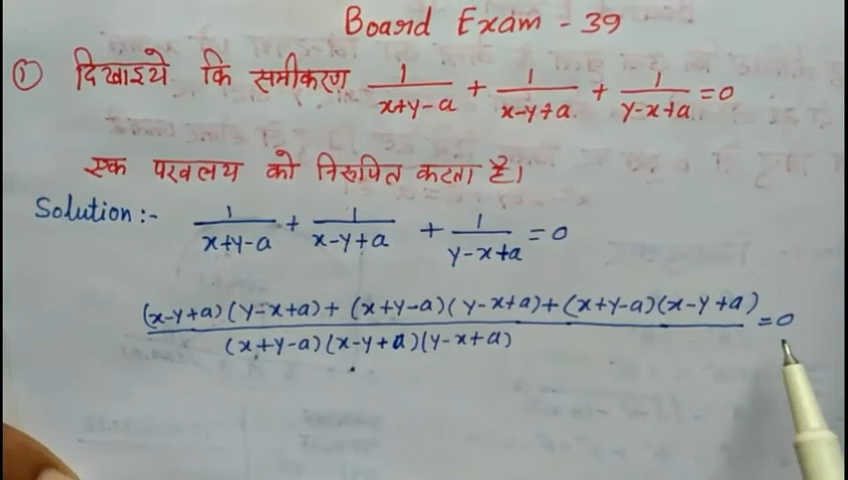 Board Exam - 39
① दिखाइये कि समीकरण 1/(x+y-a) + 1/(x-y+a) + 1/(y-x+a) = 0
एक परवलय को निरूपित करता है।
Solution :- 1/(x+y-a) + 1/(x-y+a) + 1/(y-x+a) = 0
((x-y+a)(y-x+a) + (x+y-a)(y-x+a) + (x+y-a)(x-y+a))/((x+y-a)(x-y+a)(y-x+a)) = 0